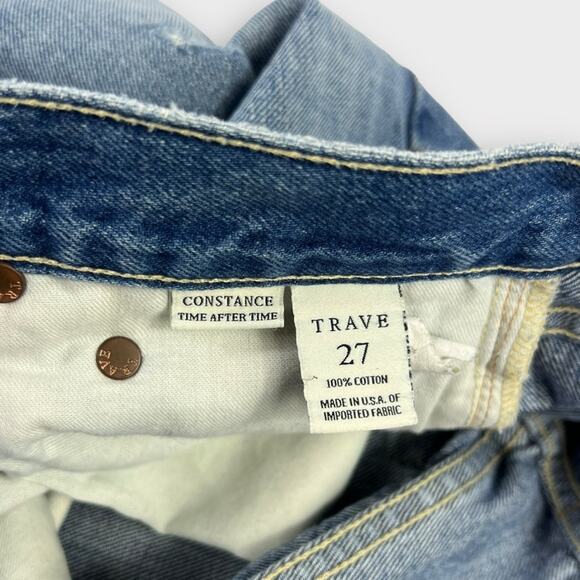 CONSTANCE
TIME AFTER TIME
TRAVE
27
100% COTTON
MADE IN U.S.A. OF
IMPORTED FABRIC